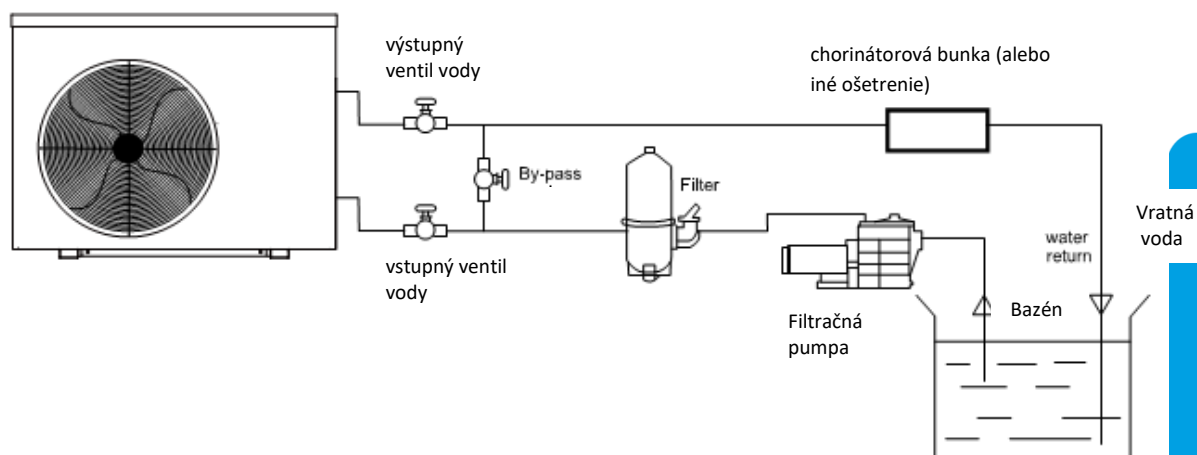 výstupný
ventil vody
chorinátorová bunka (alebo
iné ošetrenie)
By-pass
Filter
Vratná
voda
water
return
vstupný ventil
vody
Filtračná
pumpa
Bazén